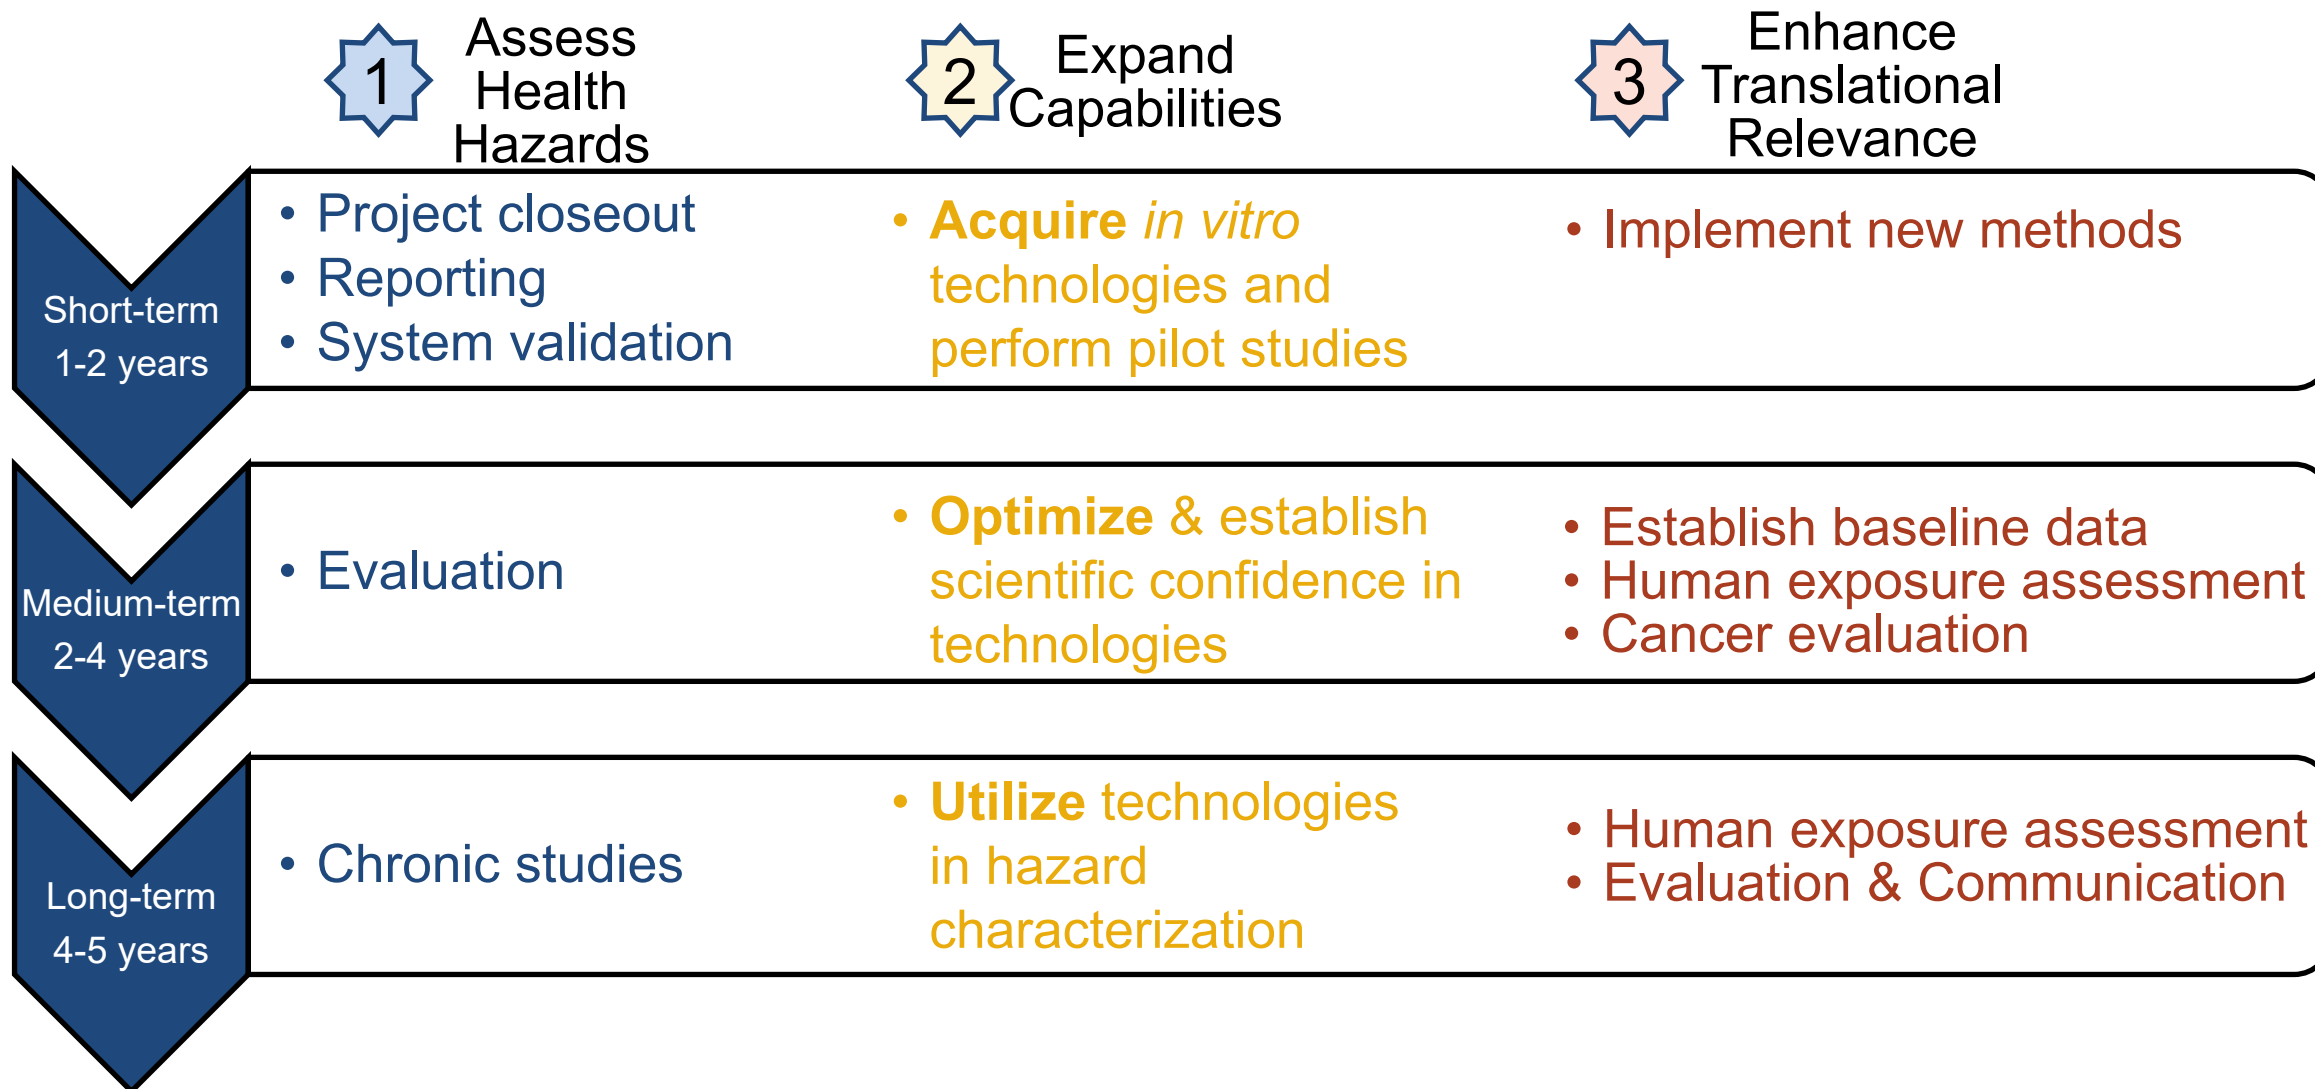 1
Assess
Health
Hazards
2
Expand
Capabilities
3
Enhance
Translational
Relevance
Short-term
1-2 years
• Project closeout
• Reporting
• System validation
• Acquire in vitro
technologies and
perform pilot studies
• Implement new methods
Medium-term
2-4 years
• Evaluation
• Optimize & establish
scientific confidence in
technologies
• Establish baseline data
• Human exposure assessment
• Cancer evaluation
Long-term
4-5 years
• Chronic studies
• Utilize technologies
in hazard
characterization
• Human exposure assessment
• Evaluation & Communication